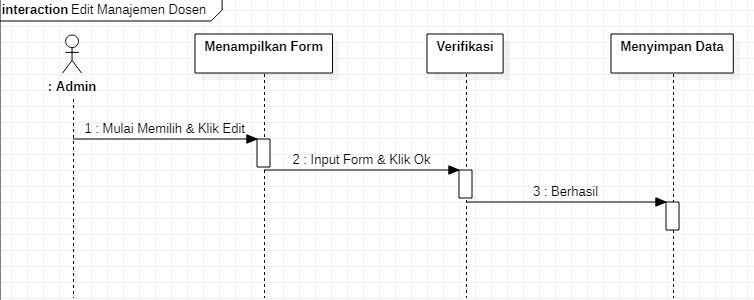 interaction Edit Manajemen Dosen
Menampilkan Form
Verifikasi
Menyimpan Data
: Admin
1 : Mulai Memilih & Klik Edit
2 : Input Form & Klik Ok
3 : Berhasil